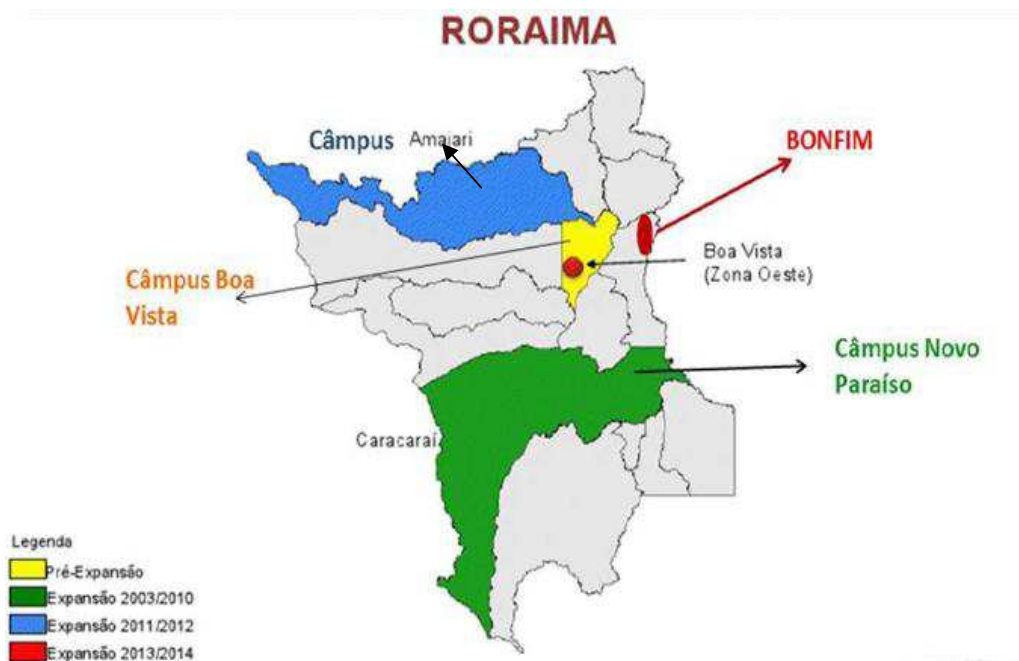 RORAIMA
Câmpus Amajari
BONFIM
Boa Vista
(Zona Oeste)
Câmpus Boa
Vista
Câmpus Novo
Paraíso
Caracaraí
Legenda
Pré-Expansão
Expansão 2003/2010
Expansão 2011/2012
Expansão 2013/2014